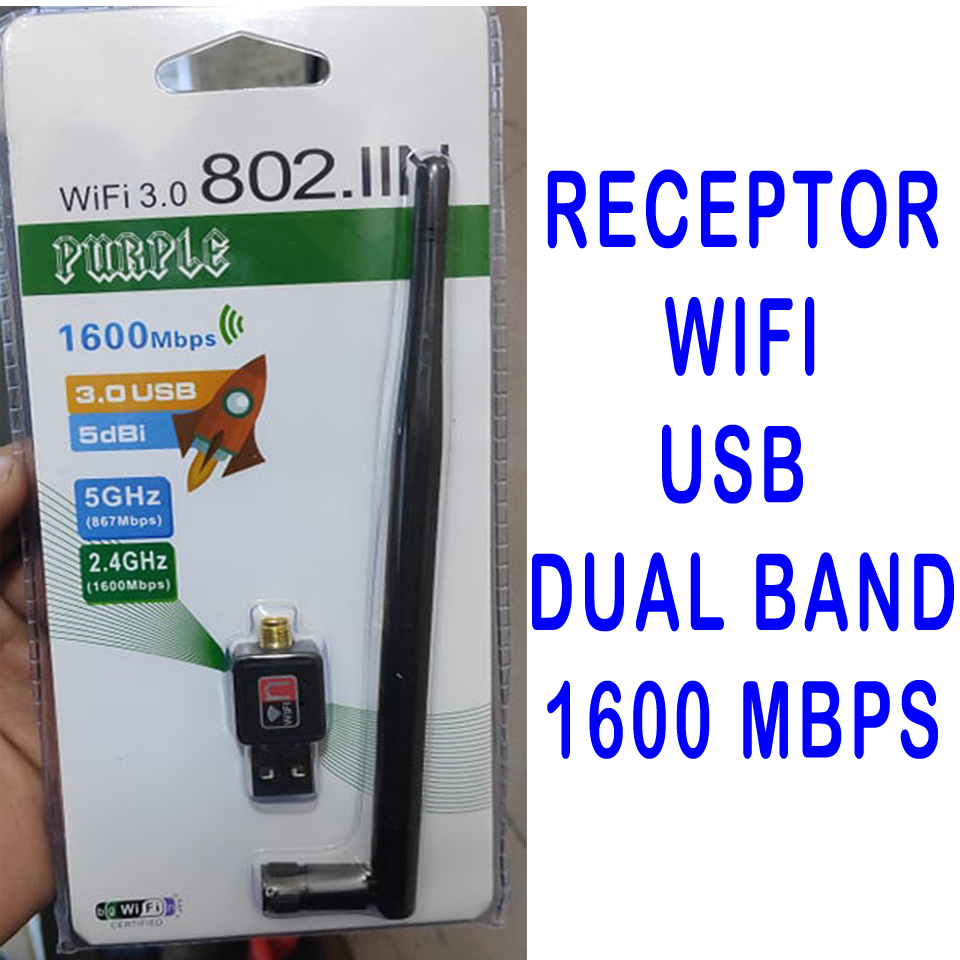 WiFi 3.0 802.IIN
PURPLE
1600Mbps
3.0 USB
5dBi
5GHz
(867Mbps)
2.4GHz
(1600Mbps)
n
WiFi
b g WiFi n
CERTIFIED
RECEPTOR
WIFI
USB
DUAL BAND
1600 MBPS